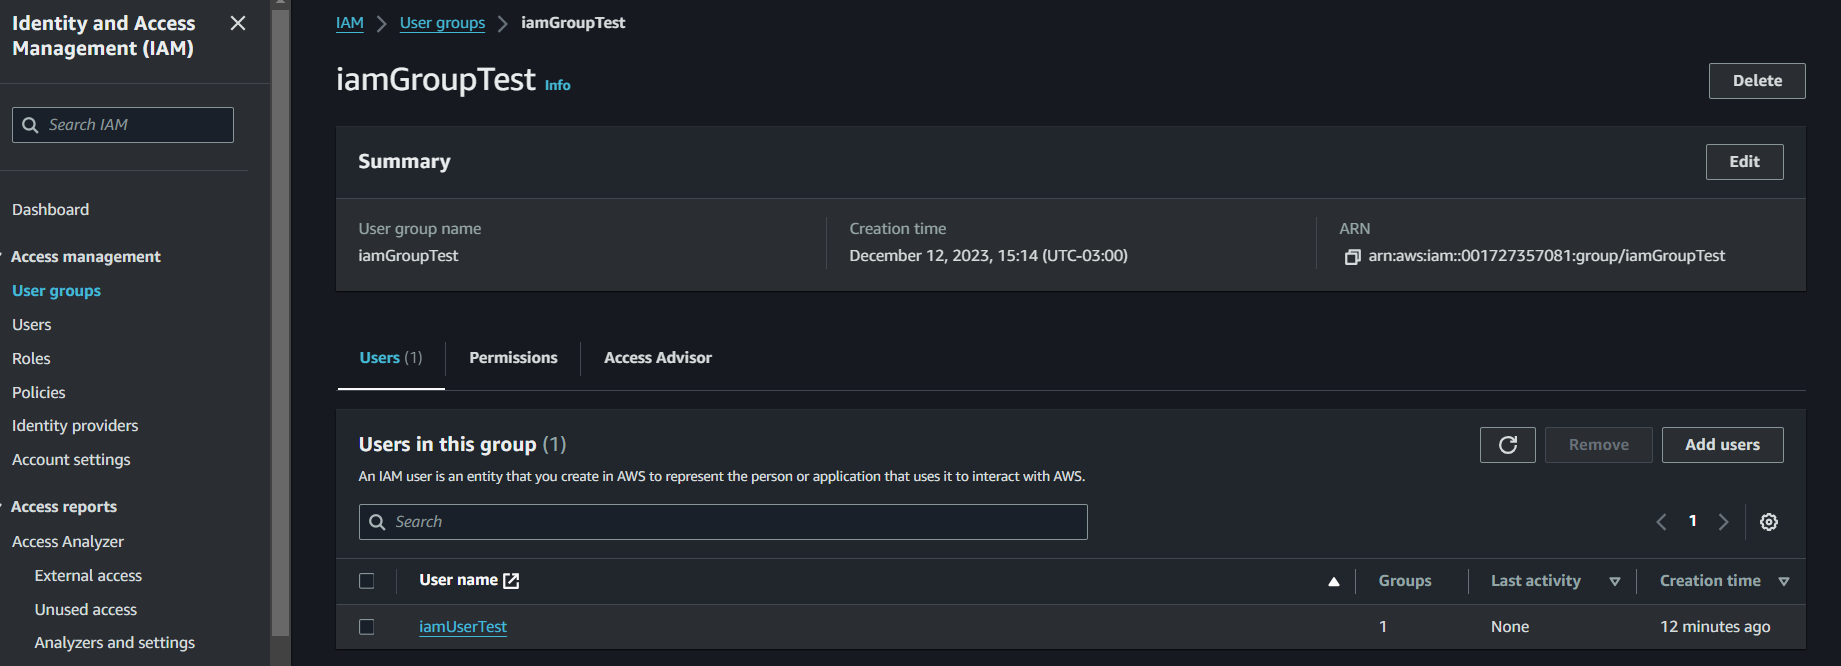 Identity and Access
Management (IAM)
Search IAM
Dashboard
Access management
User groups
Users
Roles
Policies
Identity providers
Account settings
Access reports
Access Analyzer
External access
Unused access
Analyzers and settings
IAM > User groups > iamGroupTest
iamGroupTest Info
Delete
Summary
Edit
User group name
iamGroupTest
Creation time
December 12, 2023, 15:14 (UTC-03:00)
ARN
arn:aws:iam::001727357081:group/iamGroupTest
Users (1)
Permissions
Access Advisor
Users in this group (1)
Remove
Add users
An IAM user is an entity that you create in AWS to represent the person or application that uses it to interact with AWS.
Search
1
User name
Groups
Last activity
Creation time
iamUserTest
1
None
12 minutes ago